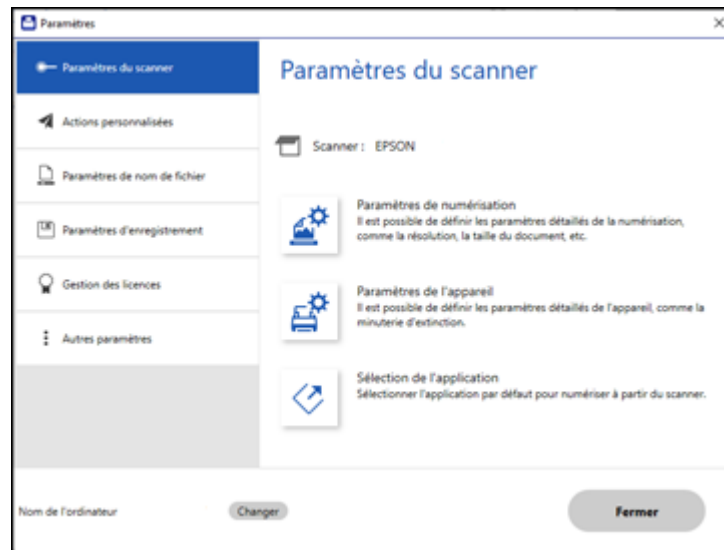 Paramètres
Paramètres du scanner
Actions personnalisées
Paramètres de nom de fichier
Paramètres d'enregistrement
Gestion des licences
Autres paramètres
Paramètres du scanner
Scanner : EPSON
Paramètres de numérisation
Il est possible de définir les paramètres détaillés de la numérisation,
comme la résolution, la taille du document, etc.
Paramètres de l'appareil
Il est possible de définir les paramètres détaillés de l'appareil, comme la
minuterie d'extinction.
Sélection de l'application
Sélectionner l'application par défaut pour numériser à partir du scanner.
Nom de l'ordinateur
Changer
Fermer